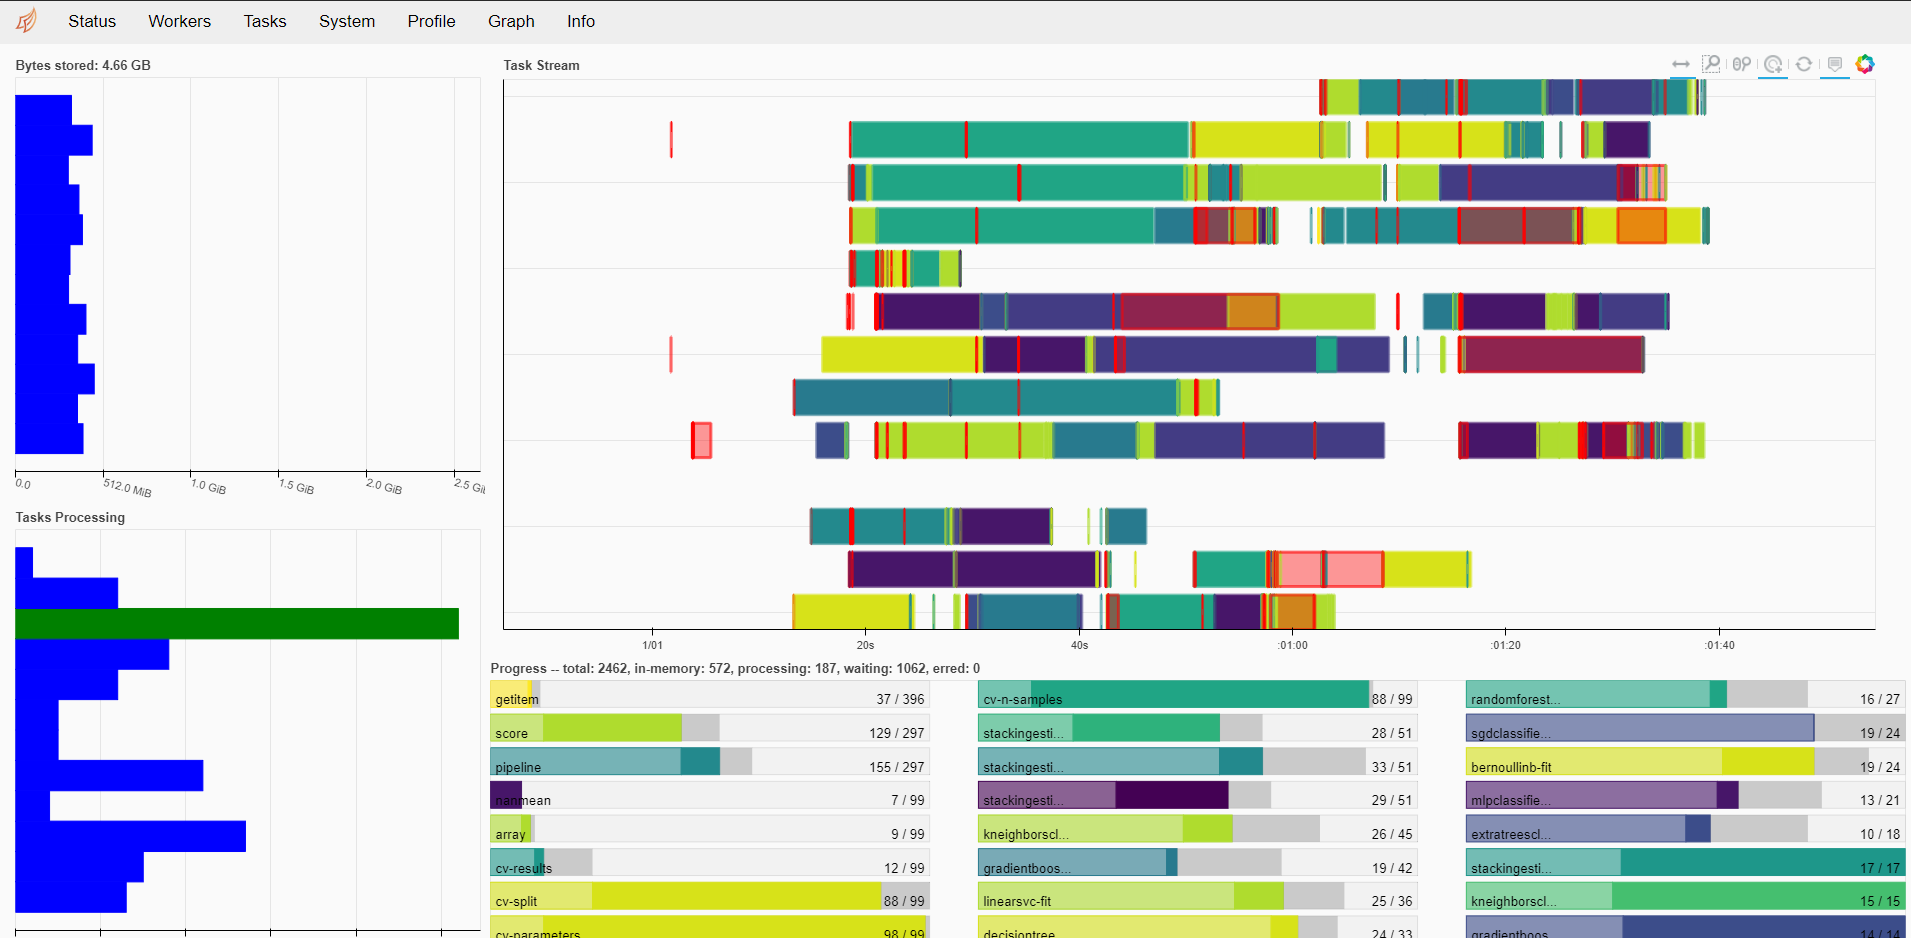 Status Workers Tasks System Profile Graph Info
Bytes stored: 4.66 GB
0.0 512.0 MiB 1.0 GiB 1.5 GiB 2.0 GiB 2.5 GiB
Tasks Processing
Task Stream
1/01 20s 40s :01:00 :01:20 :01:40
Progress -- total: 2462, in-memory: 572, processing: 187, waiting: 1062, erred: 0
getitem 37 / 396
score 129 / 297
pipeline 155 / 297
nanmean 7 / 99
array 9 / 99
cv-results 12 / 99
cv-split 88 / 99
cv-parameters 98 / 99
cv-n-samples 88 / 99
stackingesti... 28 / 51
stackingesti... 33 / 51
stackingesti... 29 / 51
kneighborscl... 26 / 45
gradientboos... 19 / 42
linearsvc-fit 25 / 36
decisiontree 24 / 33
randomforest... 16 / 27
sgdclassifie... 19 / 24
bernoullinb-fit 19 / 24
mlpclassifie... 13 / 21
extratreescl... 10 / 18
stackingesti... 17 / 17
kneighborscl... 15 / 15
gradientboos 14 / 14